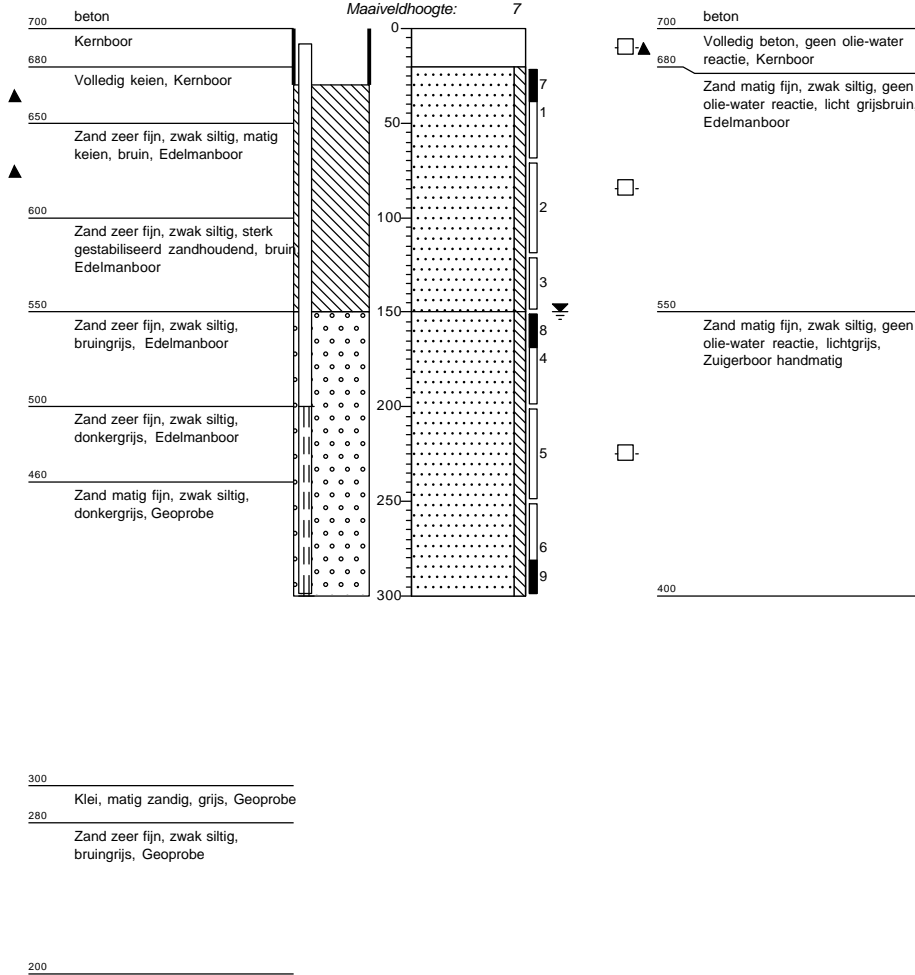 Maaiveldhoogte: 7
700 beton
Kernboor
680
Volledig keien, Kernboor
650
Zand zeer fijn, zwak siltig, matig
keien, bruin, Edelmanboor
600
Zand zeer fijn, zwak siltig, sterk
gestabiliseerd zandhoudend, bruin
Edelmanboor
550
Zand zeer fijn, zwak siltig,
bruingrijs, Edelmanboor
500
Zand zeer fijn, zwak siltig,
donkergrijs, Edelmanboor
460
Zand matig fijn, zwak siltig,
donkergrijs, Geoprobe
300
Klei, matig zandig, grijs, Geoprobe
280
Zand zeer fijn, zwak siltig,
bruingrijs, Geoprobe
200
0
50
100
150
200
250
300
7
1
2
3
8
4
5
6
9
700 beton
Volledig beton, geen olie-water
reactie, Kernboor
680
Zand matig fijn, zwak siltig, geen
olie-water reactie, licht grijsbruin
Edelmanboor
550
Zand matig fijn, zwak siltig, geen
olie-water reactie, lichtgrijs,
Zuigerboor handmatig
400